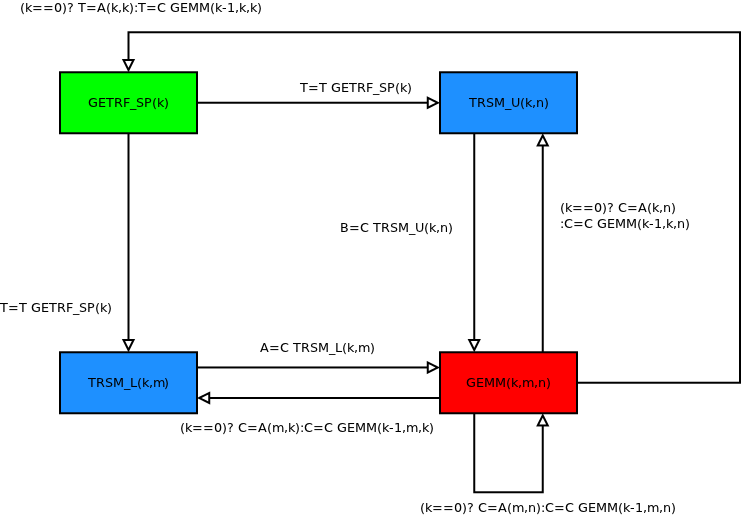 (k==0)? T=A(k,k):T=C GEMM(k-1,k,k)
GETRF_SP(k)
T=T GETRF_SP(k)
TRSM_U(k,n)
B=C TRSM_U(k,n)
(k==0)? C=A(k,n)
:C=C GEMM(k-1,k,n)
T=T GETRF_SP(k)
A=C TRSM_L(k,m)
TRSM_L(k,m)
GEMM(k,m,n)
(k==0)? C=A(m,k):C=C GEMM(k-1,m,k)
(k==0)? C=A(m,n):C=C GEMM(k-1,m,n)